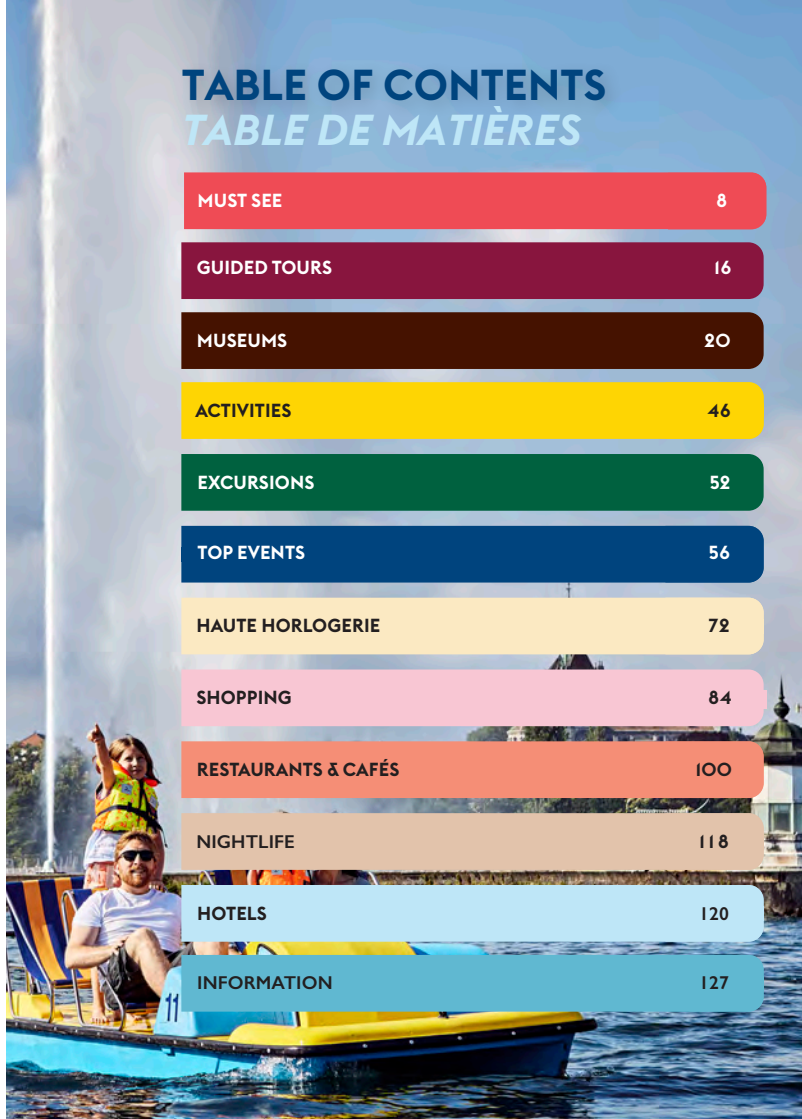 TABLE OF CONTENTS
TABLE DE MATIÈRES
MUST SEE 8
GUIDED TOURS 16
MUSEUMS 20
ACTIVITIES 46
EXCURSIONS 52
TOP EVENTS 56
HAUTE HORLOGERIE 72
SHOPPING 84
RESTAURANTS & CAFÉS 100
NIGHTLIFE 118
HOTELS 120
INFORMATION 127
11